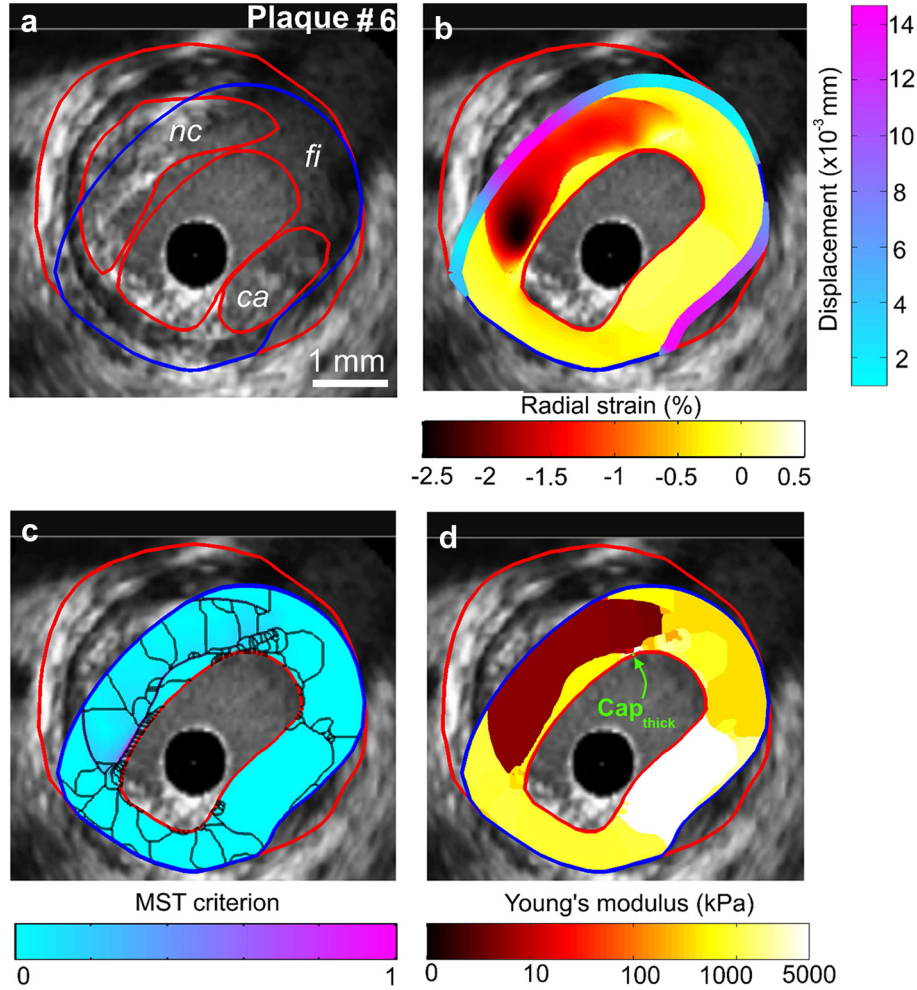 a
Plaque # 6
nc
fi
ca
1 mm
b
Displacement (x10⁻³ mm)
14
12
10
8
6
4
2
Radial strain (%)
-2.5 -2 -1.5 -1 -0.5 0 0.5
c
MST criterion
0 1
d
Cap thick
Young's modulus (kPa)
0 10 100 1000 5000